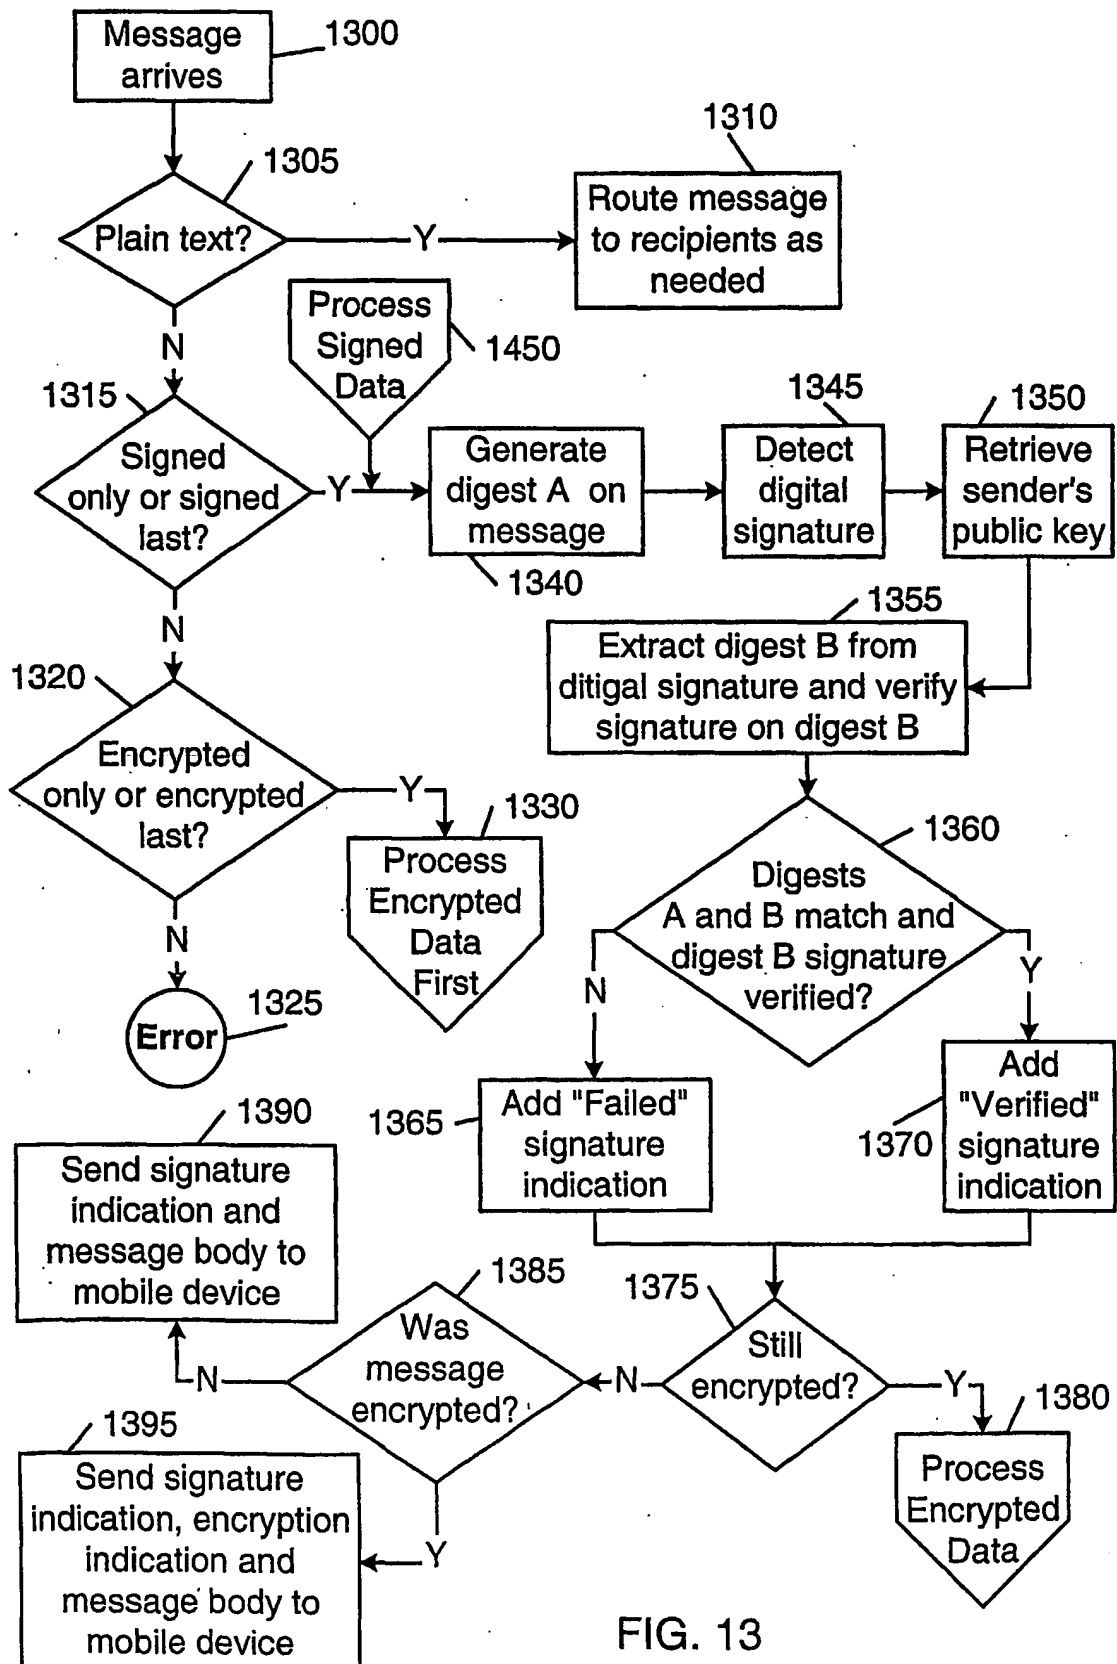 Message
arrives
1300
1310
1305
Plain text?
Y
Route message
to recipients as
needed
N
Process
Signed
Data
1450
1315
Signed
only or signed
last?
Y
Generate
digest A on
message
1340
1345
Detect
digital
signature
1350
Retrieve
sender's
public key
N
1355
Extract digest B from
ditigal signature and verify
signature on digest B
1320
Encrypted
only or encrypted
last?
Y
1330
Process
Encrypted
Data
First
1360
Digests
A and B match and
digest B signature
verified?
N
Y
N
Error
1325
1365
Add "Failed"
signature
indication
1370
Add
"Verified"
signature
indication
1390
Send signature
indication and
message body to
mobile device
1385
Was
message
encrypted?
N
1375
Still
encrypted?
N
Y
1380
Process
Encrypted
Data
1395
Send signature
indication, encryption
indication and
message body to
mobile device
Y
FIG. 13